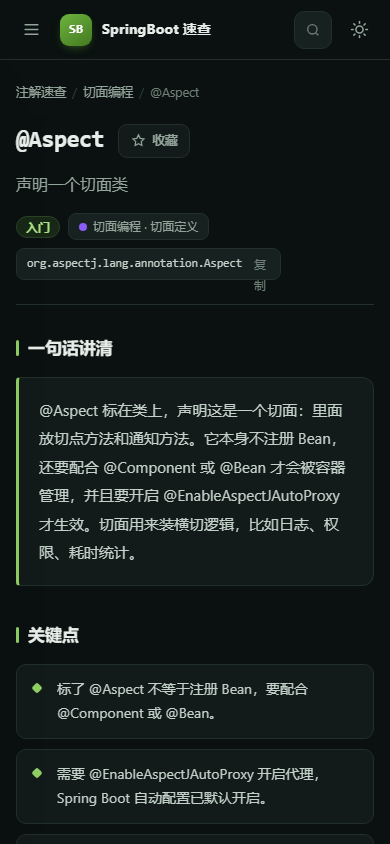 SB SpringBoot 速查
注解速查 / 切面编程 / @Aspect
@Aspect 收藏
声明一个切面类
入门 切面编程 · 切面定义
org.aspectj.lang.annotation.Aspect 复
制
一句话讲清
@Aspect 标在类上，声明这是一个切面：里面
放切点方法和通知方法。它本身不注册 Bean，
还要配合 @Component 或 @Bean 才会被容器
管理，并且要开启 @EnableAspectJAutoProxy
才生效。切面用来装横切逻辑，比如日志、权
限、耗时统计。
关键点
标了 @Aspect 不等于注册 Bean，要配合
@Component 或 @Bean。
需要 @EnableAspectJAutoProxy 开启代理，
Spring Boot 自动配置已默认开启。